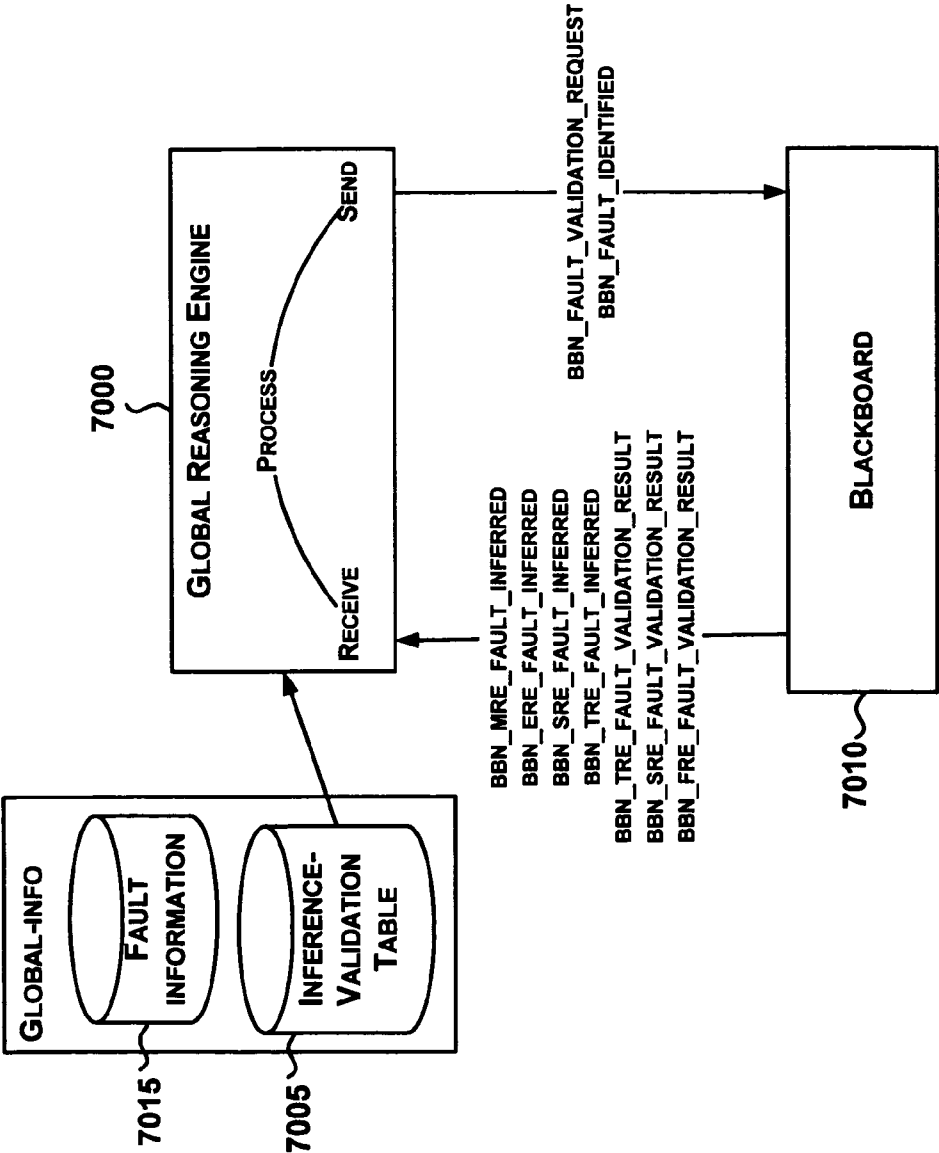 GLOBAL-INFO
FAULT
INFORMATION
INFERENCE-
VALIDATION
TABLE
7015
7005
7000
GLOBAL REASONING ENGINE
RECEIVE
PROCESS
SEND
BBN_MRE_FAULT_INFERRED
BBN_ERE_FAULT_INFERRED
BBN_SRE_FAULT_INFERRED
BBN_TRE_FAULT_INFERRED
BBN_TRE_FAULT_VALIDATION_RESULT
BBN_SRE_FAULT_VALIDATION_RESULT
BBN_FRE_FAULT_VALIDATION_RESULT
BBN_FAULT_VALIDATION_REQUEST
BBN_FAULT_IDENTIFIED
7010
BLACKBOARD